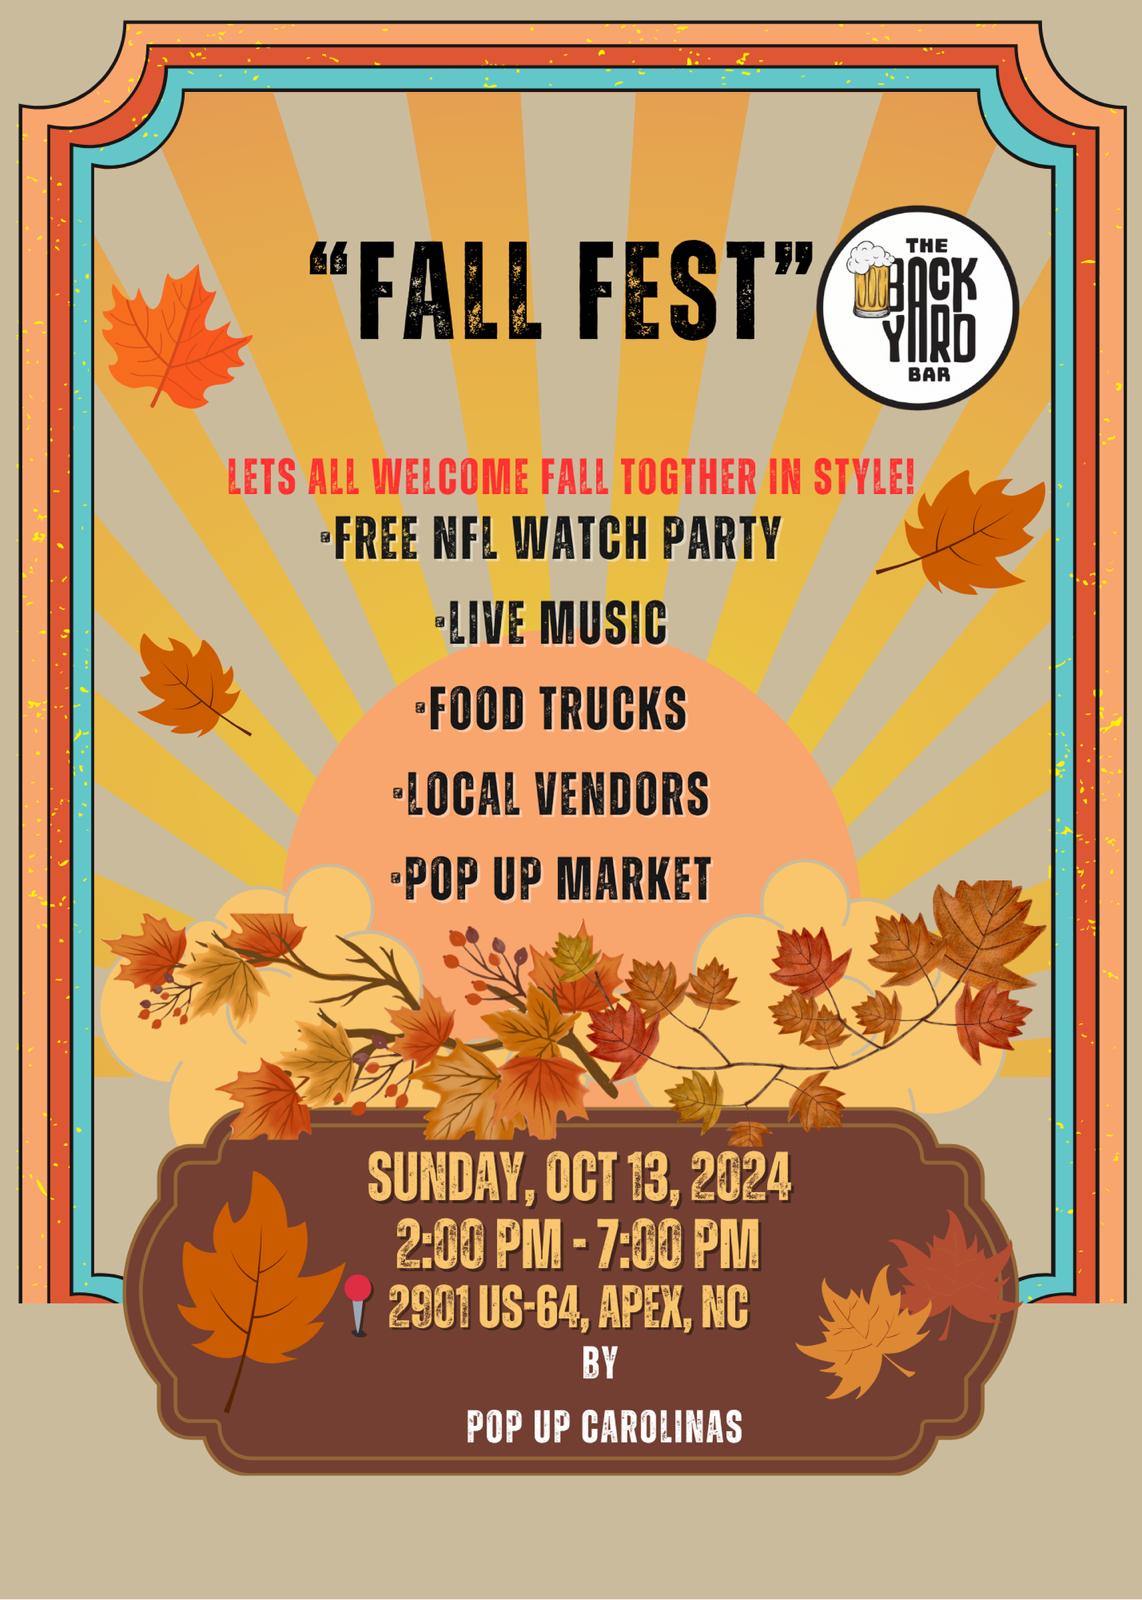 “FALL FEST”
THE
BACK
YARD
BAR
LETS ALL WELCOME FALL TOGTHER IN STYLE!
·FREE NFL WATCH PARTY
·LIVE MUSIC
·FOOD TRUCKS
·LOCAL VENDORS
·POP UP MARKET
SUNDAY, OCT 13, 2024
2:00 PM - 7:00 PM
2901 US-64, APEX, NC
BY
POP UP CAROLINAS